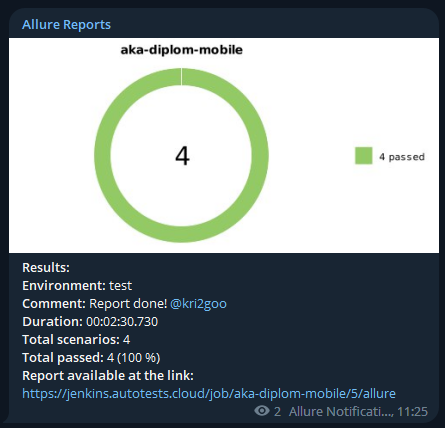 Allure Reports
aka-diplom-mobile
4
4 passed
Results:
Environment: test
Comment: Report done! @kri2goo
Duration: 00:02:30.730
Total scenarios: 4
Total passed: 4 (100 %)
Report available at the link:
https://jenkins.autotests.cloud/job/aka-diplom-mobile/5/allure
2 Allure Notificati..., 11:25